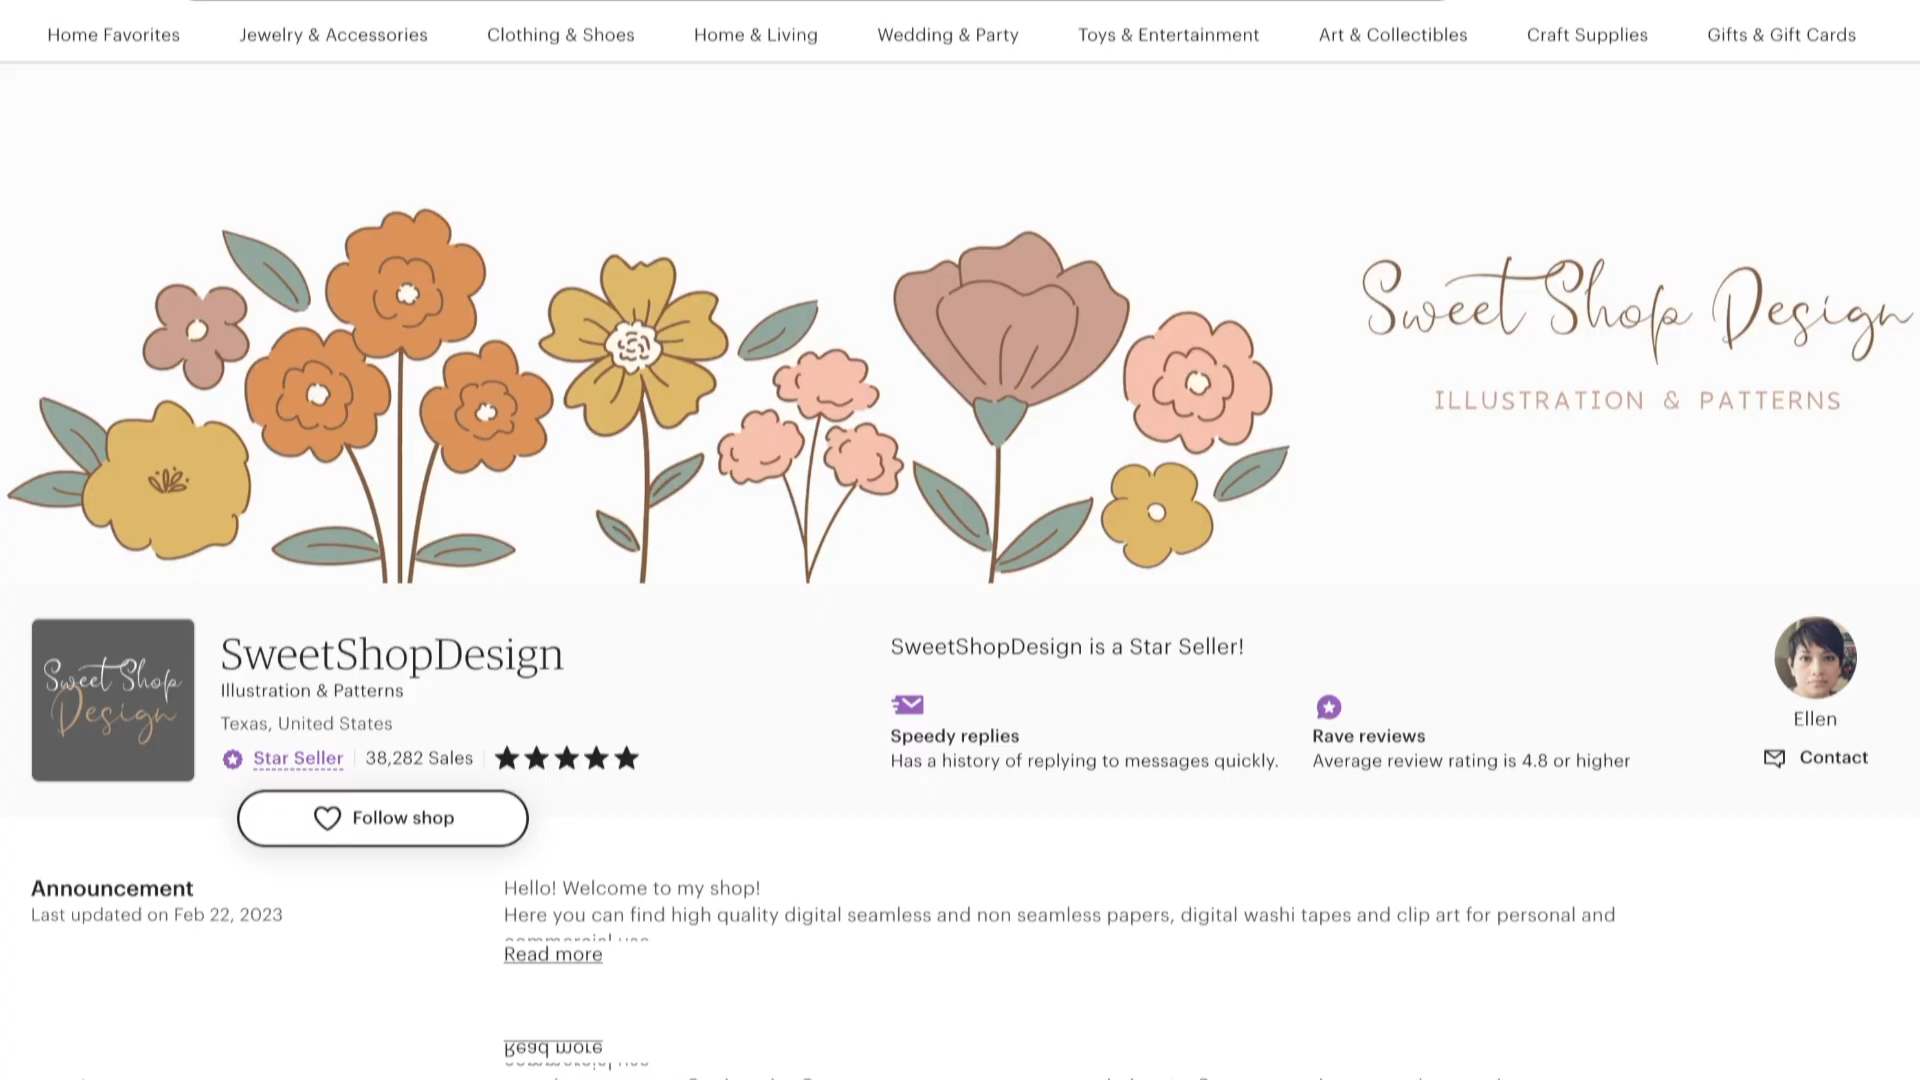 Home Favorites
Jewelry & Accessories
Clothing & Shoes
Home & Living
Wedding & Party
Toys & Entertainment
Art & Collectibles
Craft Supplies
Gifts & Gift Cards
Sweet Shop Design
ILLUSTRATION & PATTERNS
Sweet Shop
Design
SweetShopDesign
Illustration & Patterns
Texas, United States
Star Seller
38,282 Sales
Follow shop
SweetShopDesign is a Star Seller!
Speedy replies
Has a history of replying to messages quickly.
Rave reviews
Average review rating is 4.8 or higher
Ellen
Contact
Announcement
Last updated on Feb 22, 2023
Hello! Welcome to my shop!
Here you can find high quality digital seamless and non seamless papers, digital washi tapes and clip art for personal and
Read more
Read more